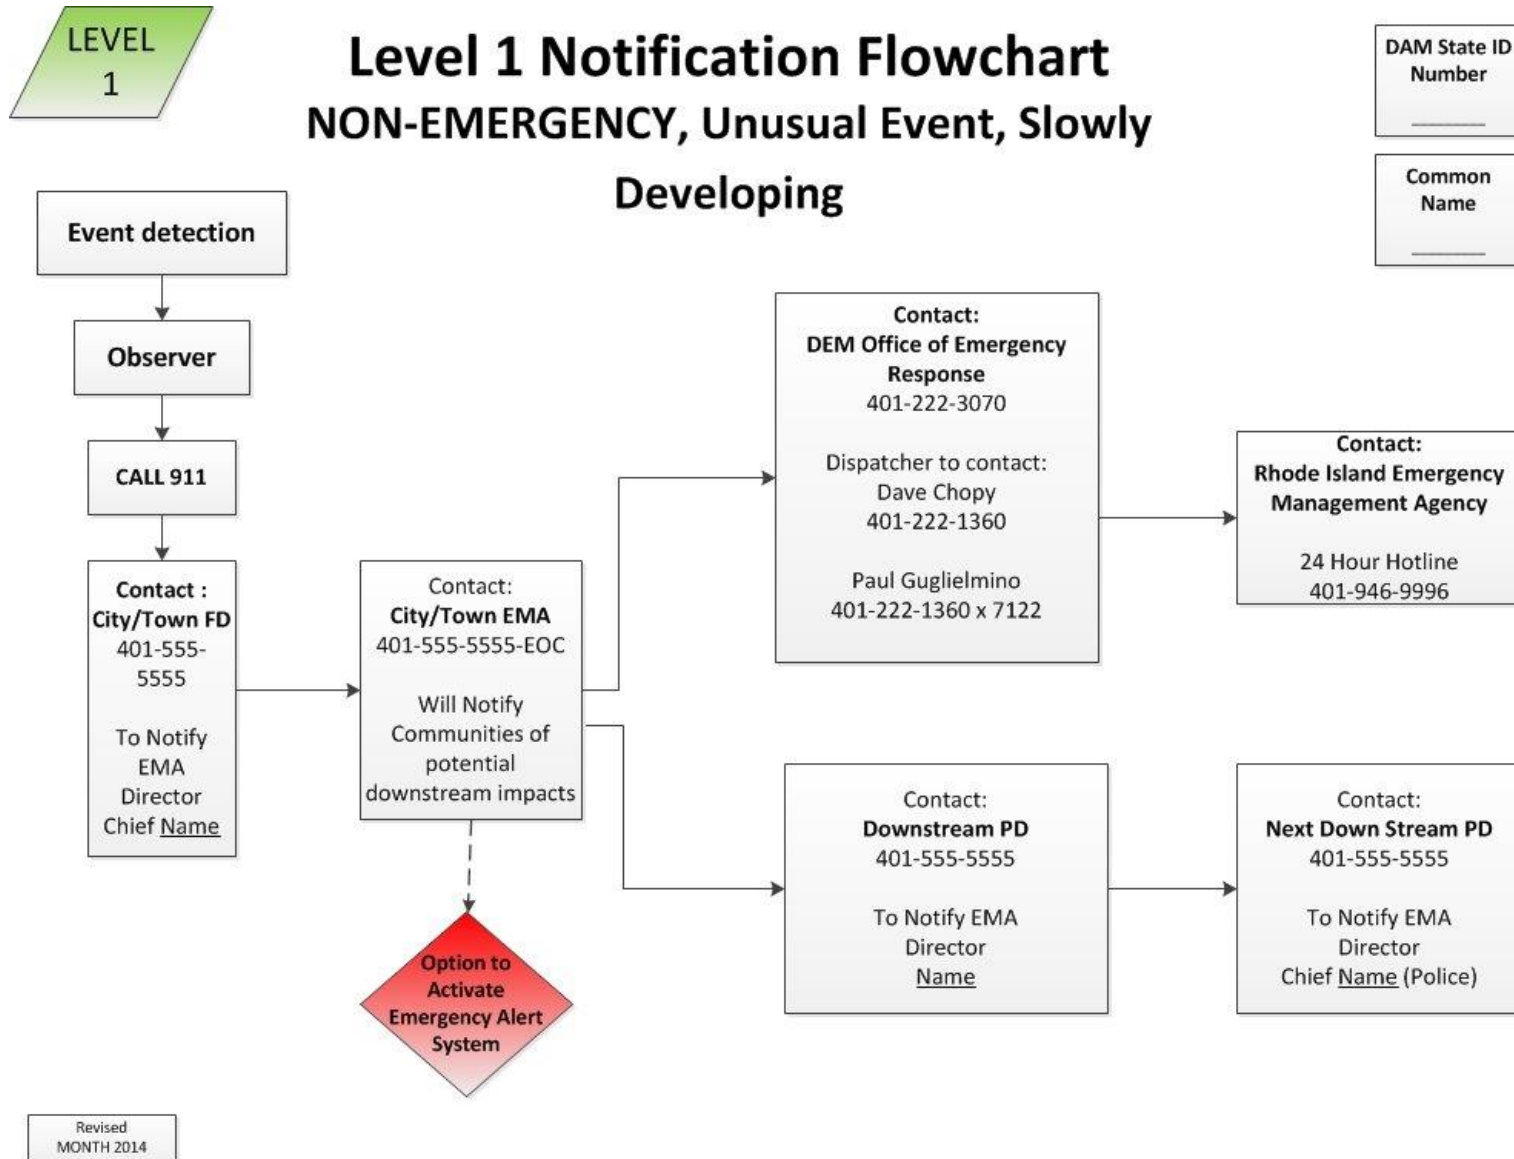 LEVEL
1
Level 1 Notification Flowchart
NON-EMERGENCY, Unusual Event, Slowly
Developing
DAM State ID
Number
_______
Common
Name
_______
Event detection
Observer
CALL 911
Contact :
City/Town FD
401-555-
5555
To Notify
EMA
Director
Chief Name
Contact:
City/Town EMA
401-555-5555-EOC
Will Notify
Communities of
potential
downstream impacts
Option to
Activate
Emergency Alert
System
Contact:
DEM Office of Emergency
Response
401-222-3070
Dispatcher to contact:
Dave Chopy
401-222-1360
Paul Guglielmino
401-222-1360 x 7122
Contact:
Rhode Island Emergency
Management Agency
24 Hour Hotline
401-946-9996
Contact:
Downstream PD
401-555-5555
To Notify EMA
Director
Name
Contact:
Next Down Stream PD
401-555-5555
To Notify EMA
Director
Chief Name (Police)
Revised
MONTH 2014